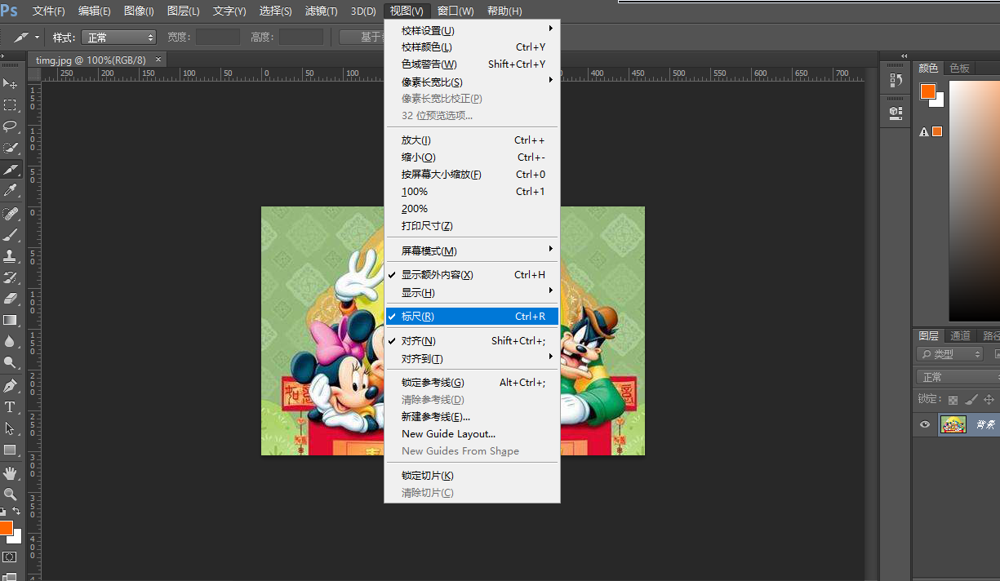 Ps 文件(F) 编辑(E) 图像(I) 图层(L) 文字(Y) 选择(S) 滤镜(T) 3D(D) 视图(V) 窗口(W) 帮助(H)
样式: 正常 宽度: 高度: 基于
timg.jpg @ 100%(RGB/8) ×
250 200 150 100 50 0 50 100 400 450 500 550 600 650 700
150
100
50
0
50
100
150
200
250
300
350
400
校样设置(U)
校样颜色(L) Ctrl+Y
色域警告(W) Shift+Ctrl+Y
像素长宽比(S)
像素长宽比校正(P)
32 位预览选项...
放大(I) Ctrl++
缩小(O) Ctrl+-
按屏幕大小缩放(F) Ctrl+0
100% Ctrl+1
200%
打印尺寸(Z)
屏幕模式(M)
显示额外内容(X) Ctrl+H
显示(H)
标尺(R) Ctrl+R
对齐(N) Shift+Ctrl+;
对齐到(T)
锁定参考线(G) Alt+Ctrl+;
清除参考线(D)
新建参考线(E)...
New Guide Layout...
New Guides From Shape
锁定切片(K)
清除切片(C)
颜色 色板
图层 通道 路径
类型
正常
锁定:
背景